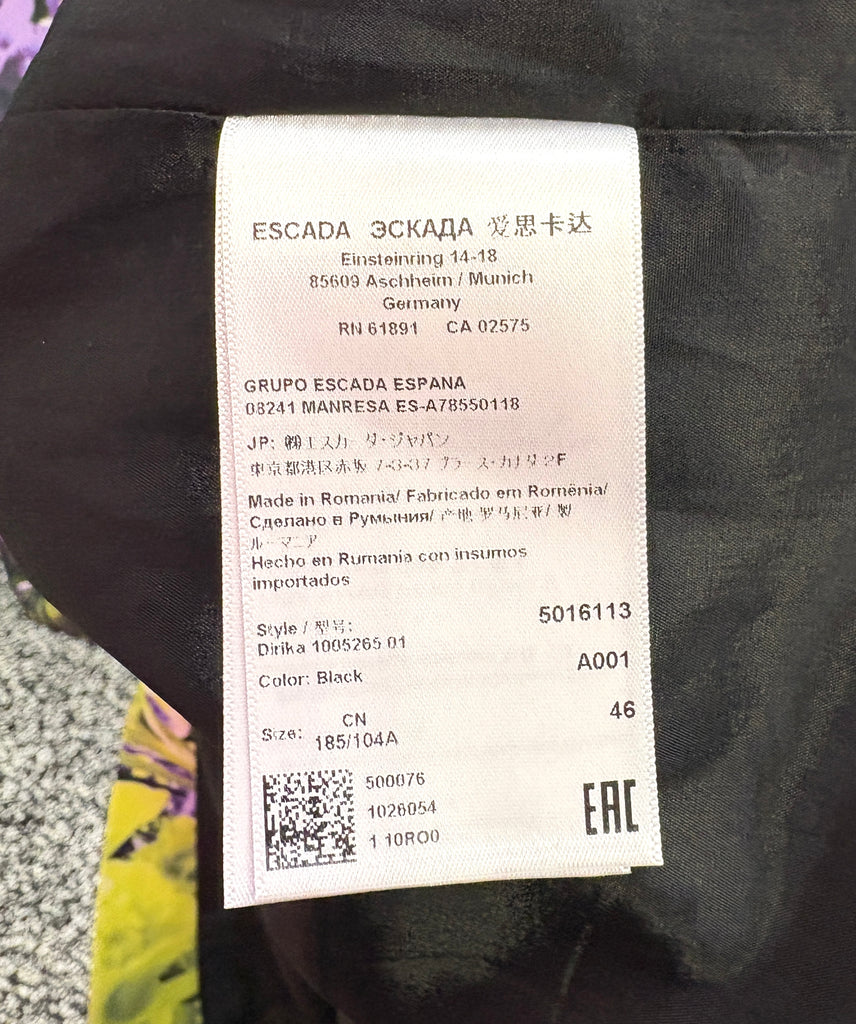 ESCADA ЭСКАДА 爱思卡达
Einsteinring 14-18
85609 Aschheim / Munich
Germany
RN 61891 CA 02575
GRUPO ESCADA ESPANA
08241 MANRESA ES-A78550118
JP: ㈱エスカーダ・ジャパン
東京都港区赤坂 7-3-37 プラース・カナダ 2F
Made in Romania/ Fabricado em Romênia/
Сделано в Румыния/ 产地 罗马尼亚/ 製
ルーマニア
Hecho en Rumania con insumos
importados
Style / 型号: 5016113
Dirika 1005265 01
Color: Black A001
Size: CN 46
185/104A
500076
1026054
1 10RO0
EAC